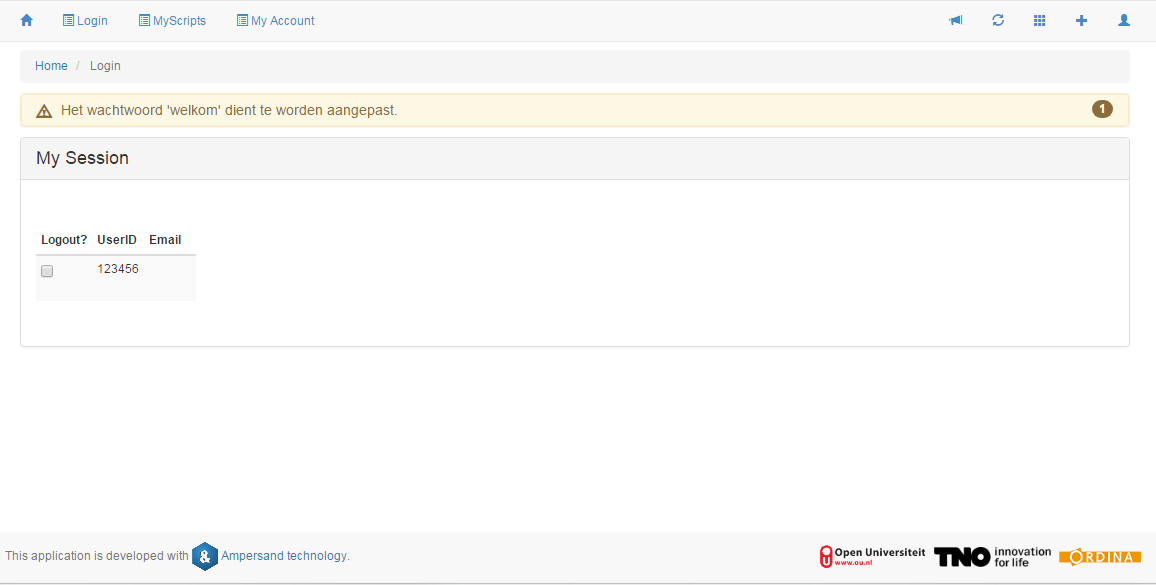 Login MyScripts My Account
Home / Login
Het wachtwoord 'welkom' dient te worden aangepast. 1
My Session
Logout? UserID Email
123456
This application is developed with & Ampersand technology.
Open Universiteit
www.ou.nl
TNO innovation
for life
ORDINA